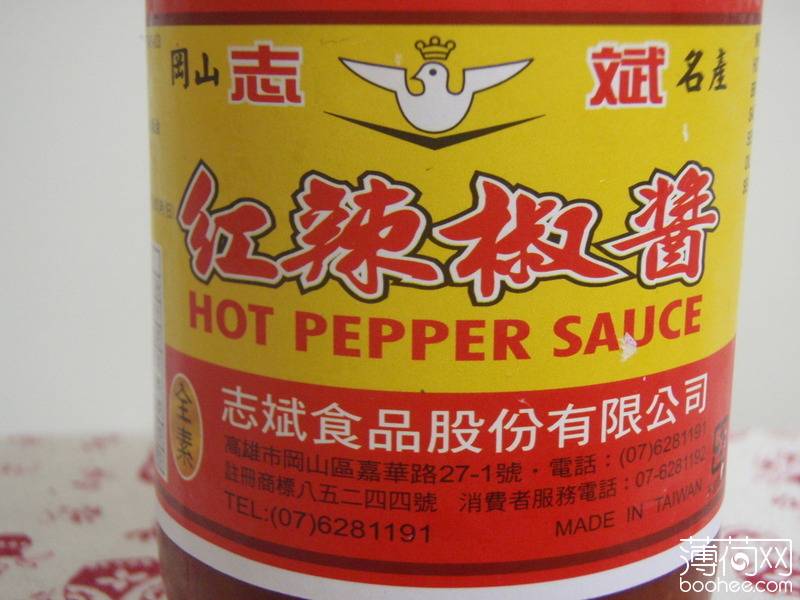 岡山 志 斌 名產
紅辣椒醬
HOT PEPPER SAUCE
全素
志斌食品股份有限公司
高雄市岡山區嘉華路27-1號・電話：(07)6281191
註冊商標八五二四四號 消費者服務電話：07-6281192
TEL:(07)6281191 MADE IN TAIWAN
薄荷网
boohee.com